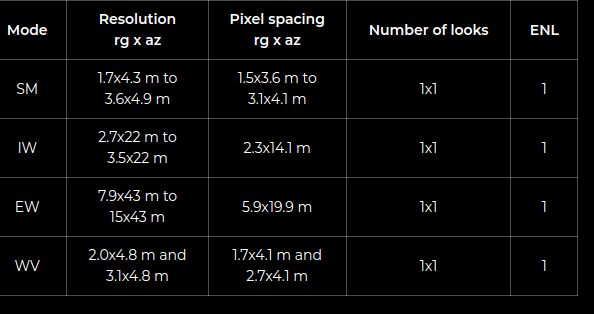 Mode
Resolution
rg x az
Pixel spacing
rg x az
Number of looks
ENL
SM
1.7x4.3 m to
3.6x4.9 m
1.5x3.6 m to
3.1x4.1 m
1x1
1
IW
2.7x22 m to
3.5x22 m
2.3x14.1 m
1x1
1
EW
7.9x43 m to
15x43 m
5.9x19.9 m
1x1
1
WV
2.0x4.8 m and
3.1x4.8 m
1.7x4.1 m and
2.7x4.1 m
1x1
1